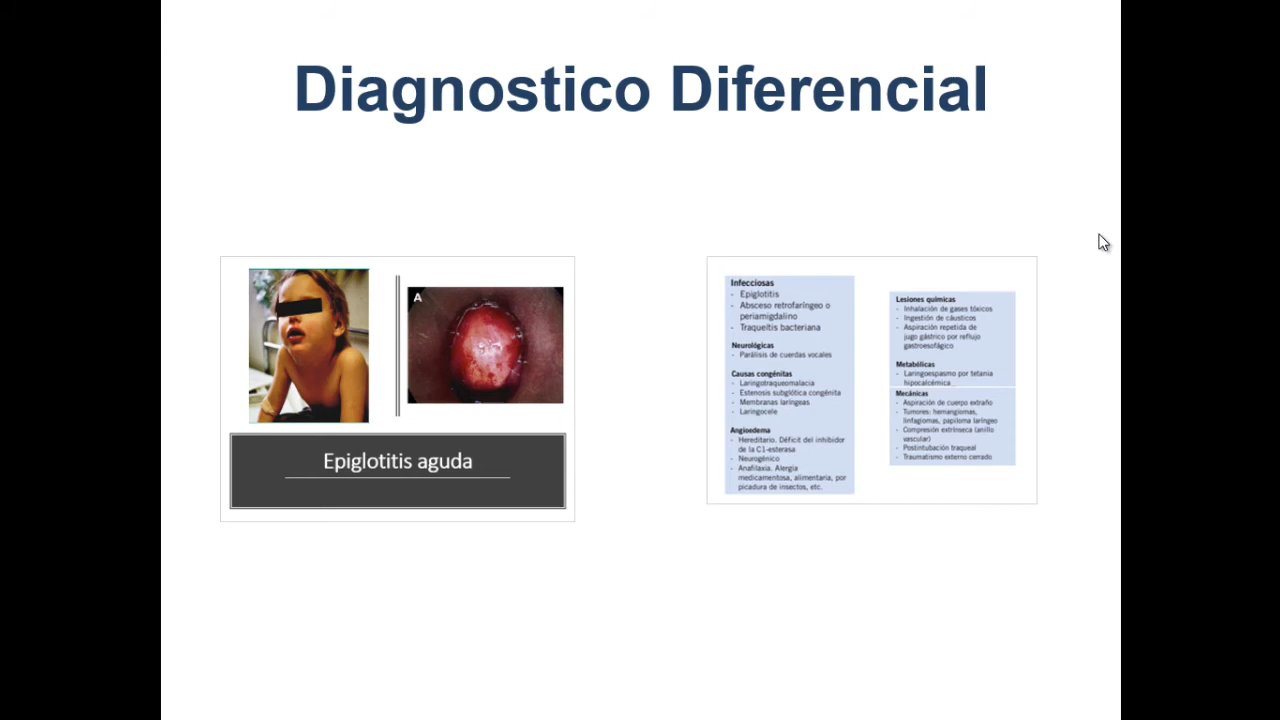 Diagnostico Diferencial
A
Epiglotitis aguda
Infecciosas
- Epiglotitis
- Absceso retrofaríngeo o
periamigdalino
- Traqueítis bacteriana
Neurológicas
- Parálisis de cuerdas vocales
Causas congénitas
- Laringotraqueomalacia
- Estenosis subglótica congénita
- Membranas laríngeas
- Laringocele
Angioedema
- Hereditario. Déficit del inhibidor
de la C1-esterasa
- Neurogénico
- Anafilaxia. Alergia
medicamentosa, alimentaria, por
picadura de insectos, etc.
Lesiones químicas
- Inhalación de gases tóxicos
- Ingestión de cáusticos
- Aspiración repetida de
jugo gástrico por reflujo
gastroesofágico
Metabólicas
- Laringoespasmo por tetania
hipocalcémica
Mecánicas
- Aspiración de cuerpo extraño
- Tumores: hemangiomas,
linfagiomas, papiloma laríngeo
- Compresión extrínseca (anillo
vascular)
- Postintubación traqueal
- Traumatismo externo cerrado